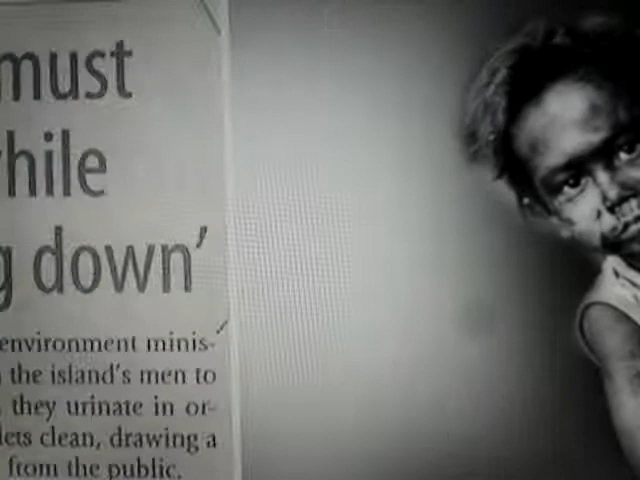 must
hile
g down'
environment minis-
the island's men to
they urinate in or-
lets clean, drawing a
from the public.